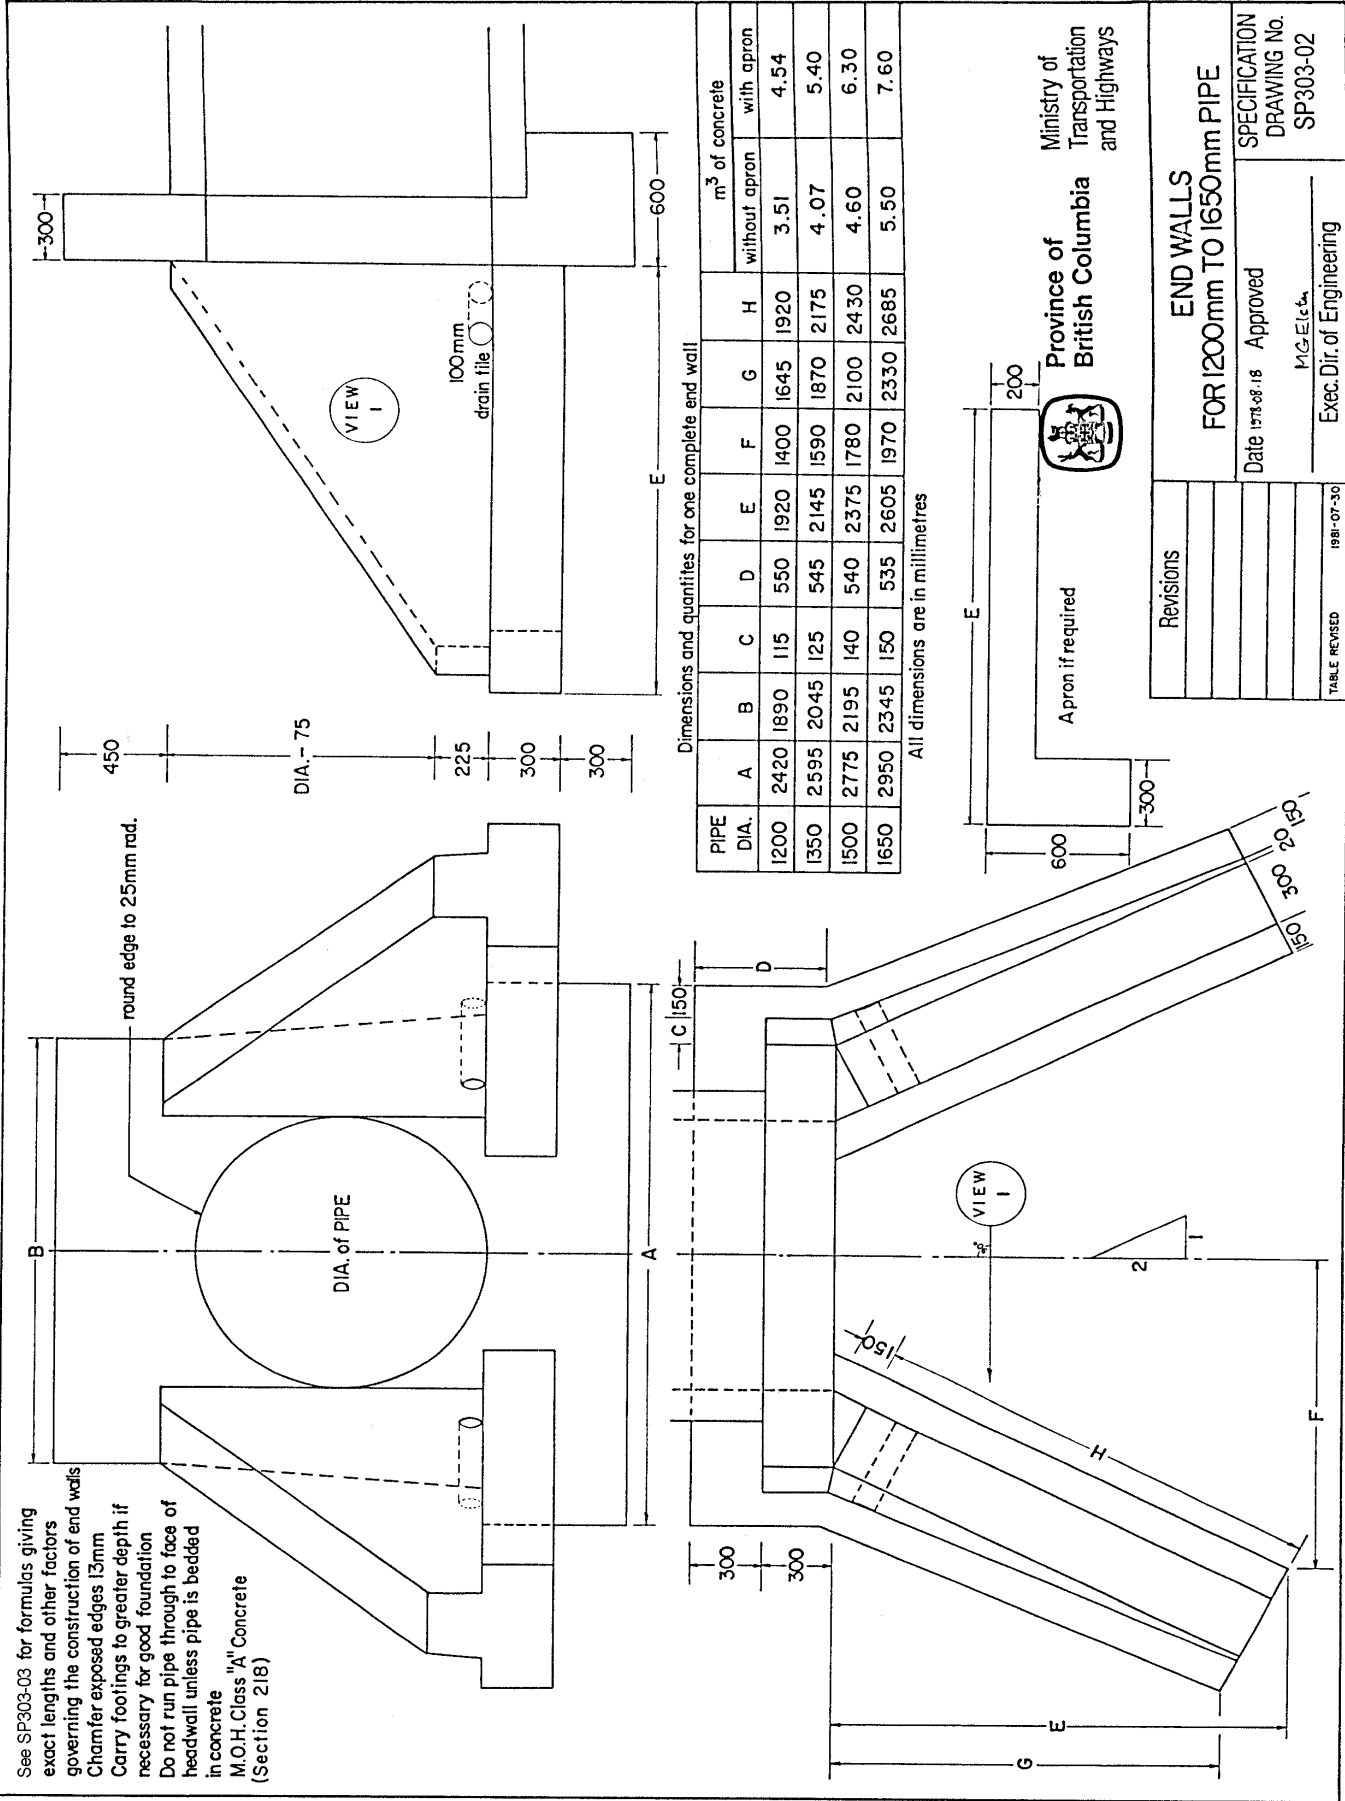 See SP303-03 for formulas giving
exact lengths and other factors
governing the construction of end walls
Chamfer exposed edges 13mm
Carry footings to greater depth if
necessary for good foundation
Do not run pipe through to face of
headwall unless pipe is bedded
in concrete
M.O.H. Class "A" Concrete
(Section 218)
B
round edge to 25mm rad.
DIA. of PIPE
A
450
DIA.- 75
225
300
300
300
VIEW
1
100mm
drain tile
600
E
300
300
C 150
D
150
H
VIEW
1
2
1
F
E
G
150 300 20 150
Dimensions and quantites for one complete end wall
PIPE DIA. A B C D E F G H m³ of concrete
without apron with apron
1200 2420 1890 115 550 1920 1400 1645 1920 3.51 4.54
1350 2595 2045 125 545 2145 1590 1870 2175 4.07 5.40
1500 2775 2195 140 540 2375 1780 2100 2430 4.60 6.30
1650 2950 2345 150 535 2605 1970 2330 2685 5.50 7.60
All dimensions are in millimetres
E
200
600
300
Apron if required
Province of
British Columbia
Ministry of
Transportation
and Highways
Revisions
TABLE REVISED 1981-07-30
END WALLS
FOR 1200mm TO 1650mm PIPE
Date 1978.08.18 Approved
Exec. Dir. of Engineering
SPECIFICATION
DRAWING No.
SP303-02